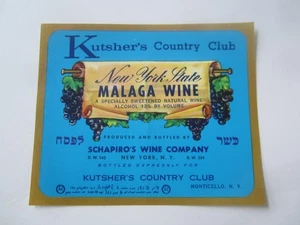 Kutsher's Country Club
New York State
MALAGA WINE
A SPECIALLY SWEETENED NATURAL WINE
ALCOHOL 13% BY VOLUME
PRODUCED AND BOTTLED BY
לפסח
כשר
SCHAPIRO'S WINE COMPANY
B.W. NEW YORK, N. Y. B.W.
BOTTLED EXPRESSLY FOR
KUTSHER'S COUNTRY CLUB
MONTICELLO, N. Y.